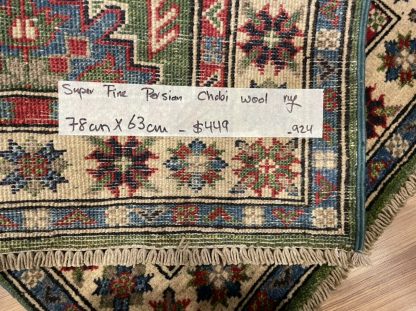 Super Fine Persian Chobi wool rug
78cm X 63cm - $449 -924